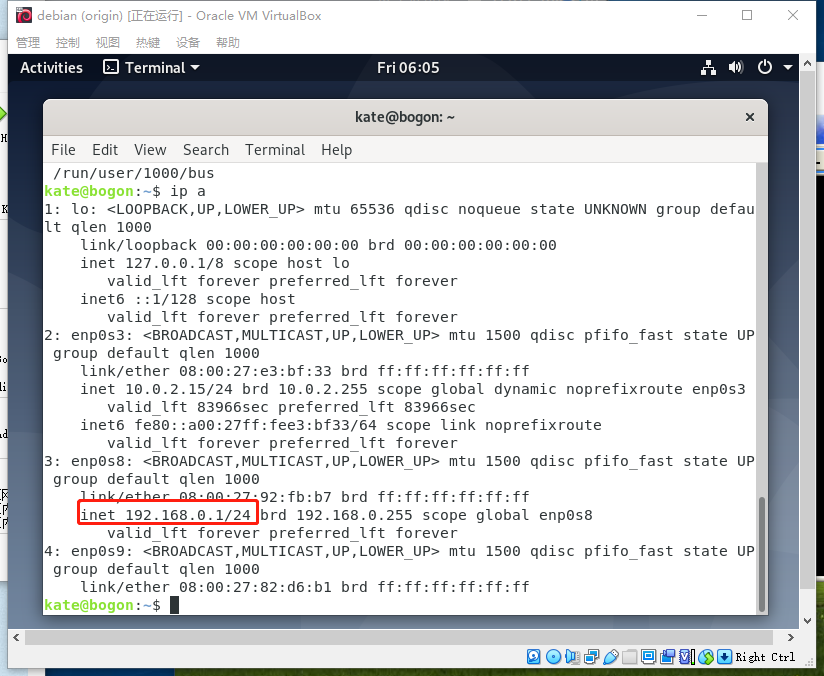 debian (origin) [正在运行] - Oracle VM VirtualBox
管理 控制 视图 热键 设备 帮助
Activities Terminal Fri 06:05
kate@bogon: ~
File Edit View Search Terminal Help
/run/user/1000/bus
kate@bogon:~$ ip a
1: lo: <LOOPBACK,UP,LOWER_UP> mtu 65536 qdisc noqueue state UNKNOWN group defau
lt qlen 1000
link/loopback 00:00:00:00:00:00 brd 00:00:00:00:00:00
inet 127.0.0.1/8 scope host lo
valid_lft forever preferred_lft forever
inet6 ::1/128 scope host
valid_lft forever preferred_lft forever
2: enp0s3: <BROADCAST,MULTICAST,UP,LOWER_UP> mtu 1500 qdisc pfifo_fast state UP
group default qlen 1000
link/ether 08:00:27:e3:bf:33 brd ff:ff:ff:ff:ff:ff
inet 10.0.2.15/24 brd 10.0.2.255 scope global dynamic noprefixroute enp0s3
valid_lft 83966sec preferred_lft 83966sec
inet6 fe80::a00:27ff:fee3:bf33/64 scope link noprefixroute
valid_lft forever preferred_lft forever
3: enp0s8: <BROADCAST,MULTICAST,UP,LOWER_UP> mtu 1500 qdisc pfifo_fast state UP
group default qlen 1000
link/ether 08:00:27:92:fb:b7 brd ff:ff:ff:ff:ff:ff
inet 192.168.0.1/24 brd 192.168.0.255 scope global enp0s8
valid_lft forever preferred_lft forever
4: enp0s9: <BROADCAST,MULTICAST,UP,LOWER_UP> mtu 1500 qdisc pfifo_fast state UP
group default qlen 1000
link/ether 08:00:27:82:d6:b1 brd ff:ff:ff:ff:ff:ff
kate@bogon:~$
Right Ctrl